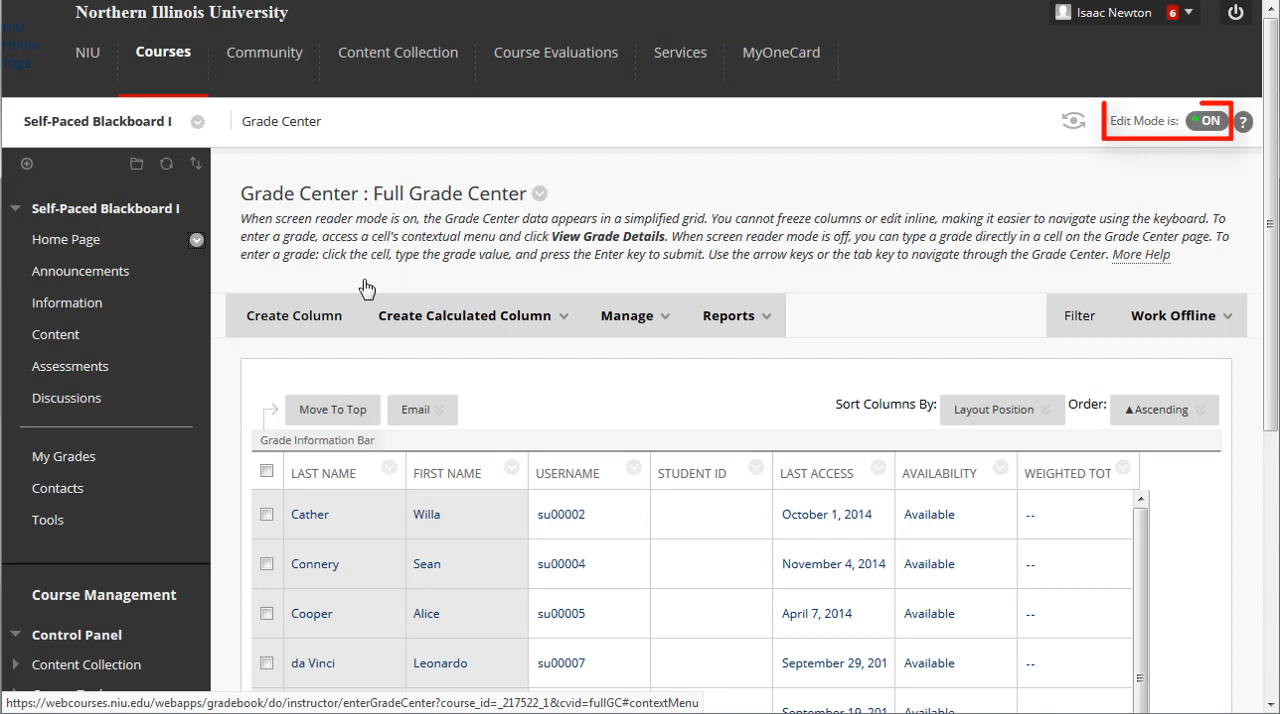 Northern Illinois University
Isaac Newton 6
NIU
Home
Page
NIU Courses Community Content Collection Course Evaluations Services MyOneCard
Self-Paced Blackboard I Grade Center Edit Mode is: ON ?
Grade Center : Full Grade Center
When screen reader mode is on, the Grade Center data appears in a simplified grid. You cannot freeze columns or edit inline, making it easier to navigate using the keyboard. To
enter a grade, access a cell's contextual menu and click View Grade Details. When screen reader mode is off, you can type a grade directly in a cell on the Grade Center page. To
enter a grade: click the cell, type the grade value, and press the Enter key to submit. Use the arrow keys or the tab key to navigate through the Grade Center. More Help
Self-Paced Blackboard I
Home Page
Announcements
Information
Content
Assessments
Discussions
My Grades
Contacts
Tools
Course Management
Control Panel
Content Collection
Create Column Create Calculated Column Manage Reports Filter Work Offline
Move To Top Email Sort Columns By: Layout Position Order: ▲Ascending
Grade Information Bar
LAST NAME FIRST NAME USERNAME STUDENT ID LAST ACCESS AVAILABILITY WEIGHTED TOT
Cather Willa su00002 October 1, 2014 Available --
Connery Sean su00004 November 4, 2014 Available --
Cooper Alice su00005 April 7, 2014 Available --
da Vinci Leonardo su00007 September 29, 201 Available --
https://webcourses.niu.edu/webapps/gradebook/do/instructor/enterGradeCenter?course_id=_217522_1&cvid=fullGC#contextMenu